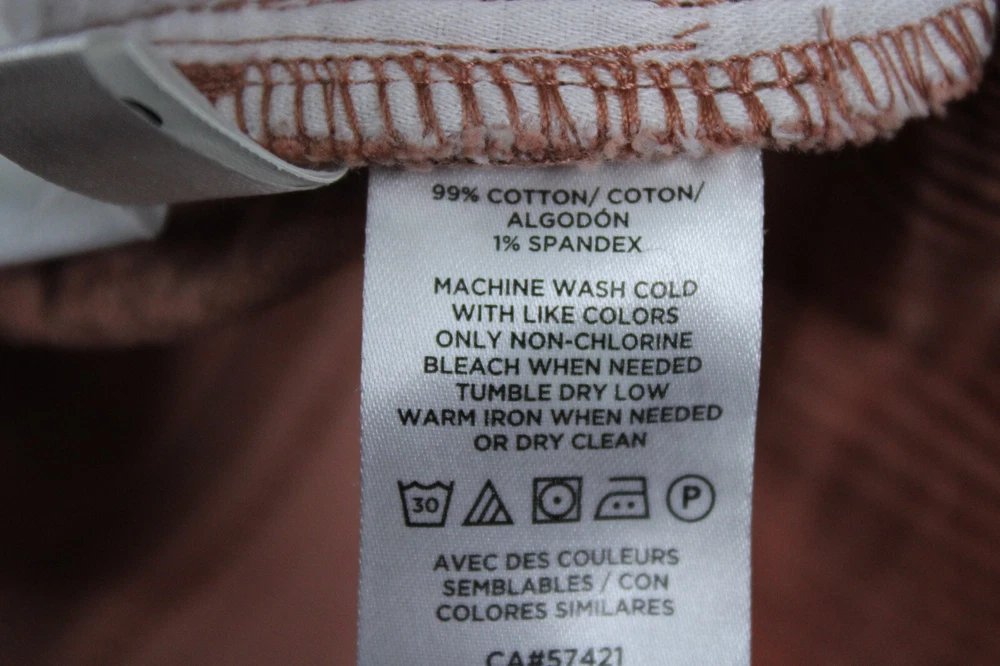 99% COTTON/ COTON/
ALGODÓN
1% SPANDEX
MACHINE WASH COLD
WITH LIKE COLORS
ONLY NON-CHLORINE
BLEACH WHEN NEEDED
TUMBLE DRY LOW
WARM IRON WHEN NEEDED
OR DRY CLEAN
30
P
AVEC DES COULEURS
SEMBLABLES / CON
COLORES SIMILARES
CA#57421